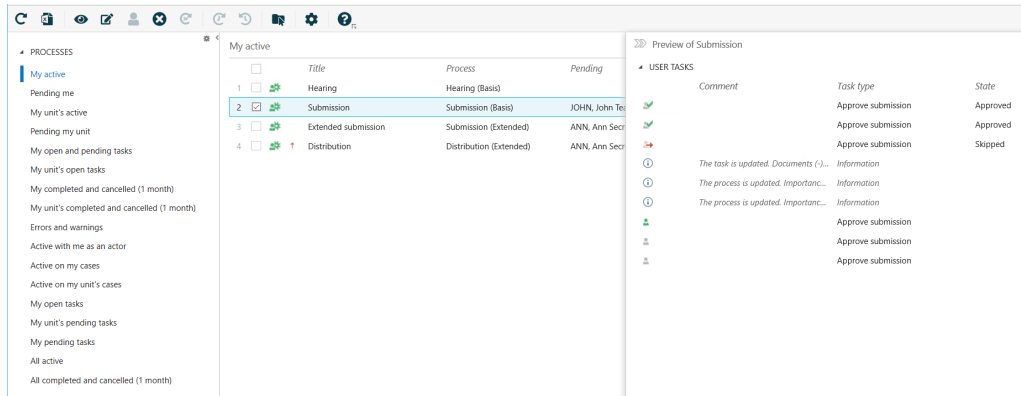 PROCESSES
My active
Pending me
My unit's active
Pending my unit
My open and pending tasks
My unit's open tasks
My completed and cancelled (1 month)
My unit's completed and cancelled (1 month)
Errors and warnings
Active with me as an actor
Active on my cases
Active on my unit's cases
My open tasks
My unit's pending tasks
My pending tasks
All active
All completed and cancelled (1 month)
My active
Title Process Pending
1 Hearing Hearing (Basis)
2 Submission Submission (Basis) JOHN, John Tea
3 Extended submission Submission (Extended) ANN, Ann Secr
4 Distribution Distribution (Extended) ANN, Ann Secr
Preview of Submission
USER TASKS
Comment Task type State
Approve submission Approved
Approve submission Approved
Approve submission Skipped
The task is updated. Documents (-)... Information
The process is updated. Importanc... Information
The process is updated. Importanc... Information
Approve submission
Approve submission
Approve submission